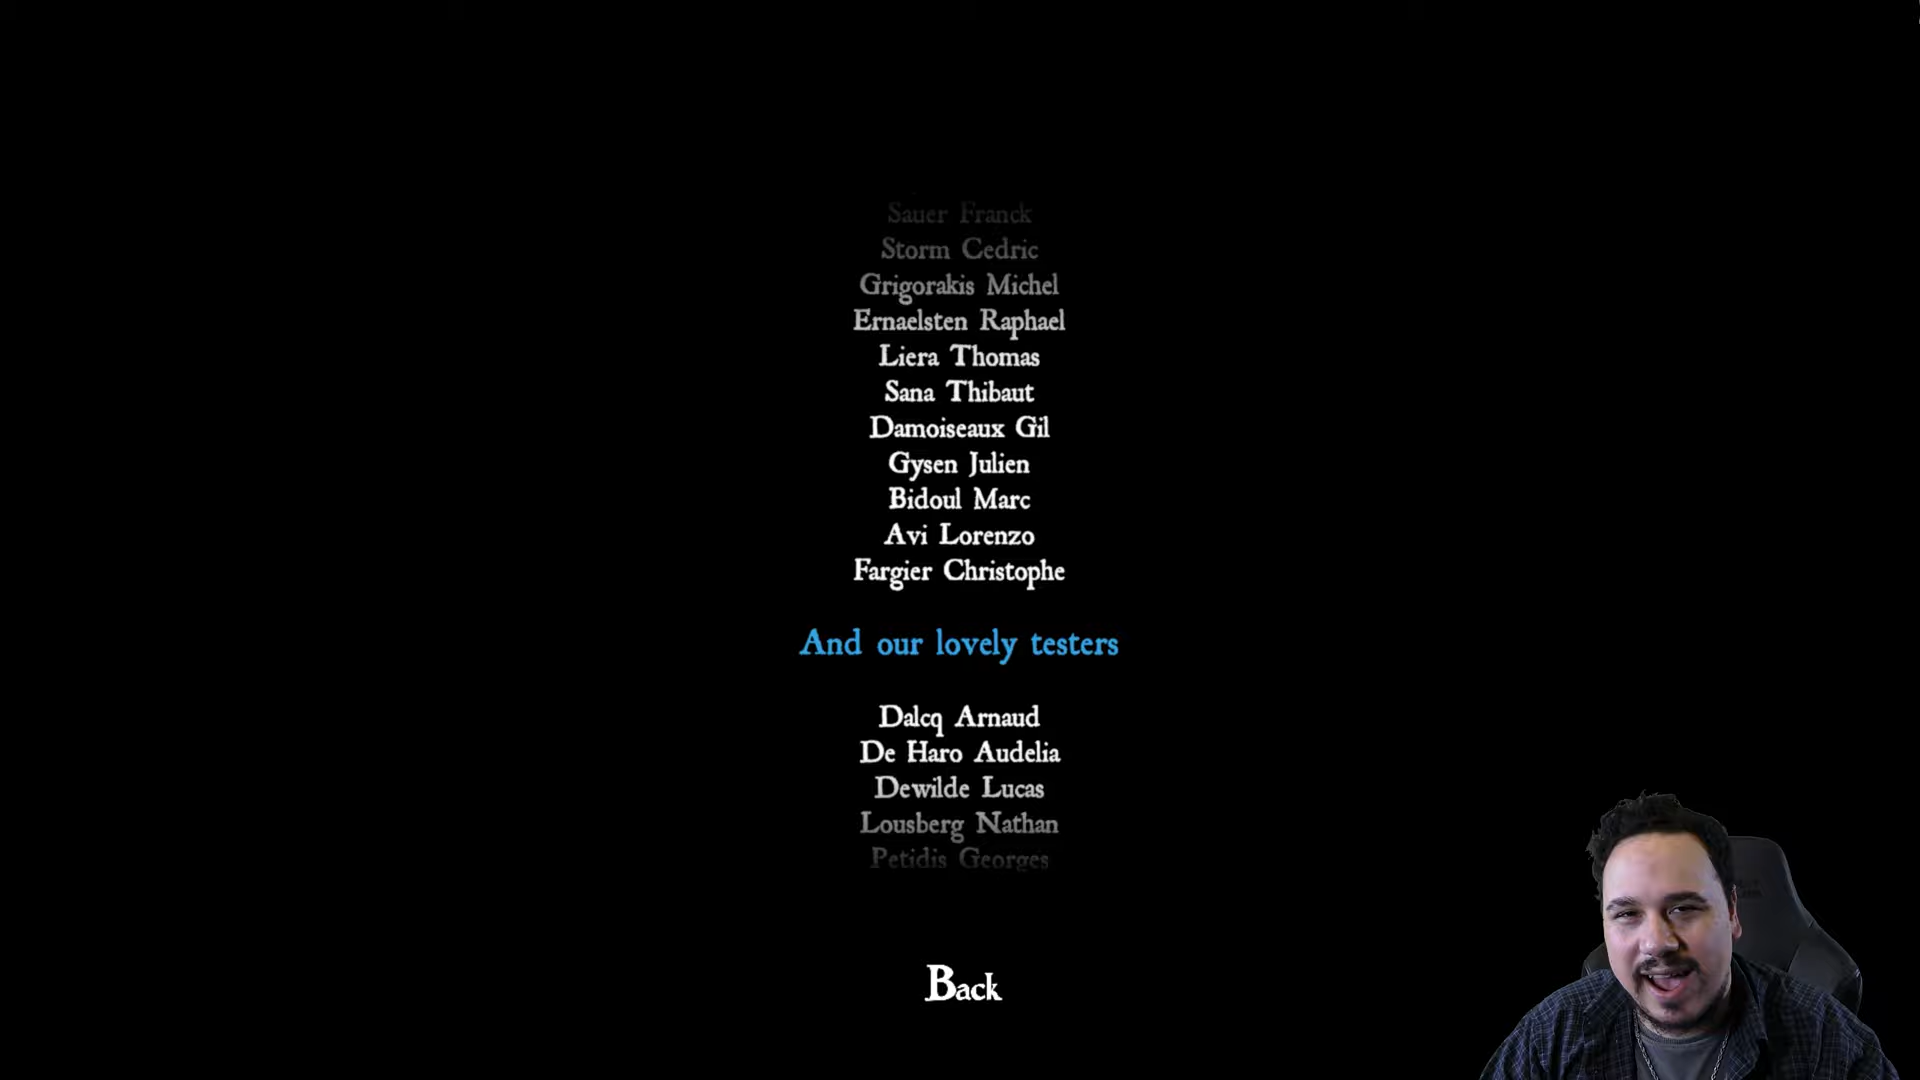 Sauer Franck
Storm Cedric
Grigorakis Michel
Ernaelsten Raphael
Liera Thomas
Sana Thibaut
Damoiseaux Gil
Gysen Julien
Bidoul Marc
Avi Lorenzo
Fargier Christophe
And our lovely testers
Dalcq Arnaud
De Haro Audelia
Dewilde Lucas
Lousberg Nathan
Petidis Georges
Back